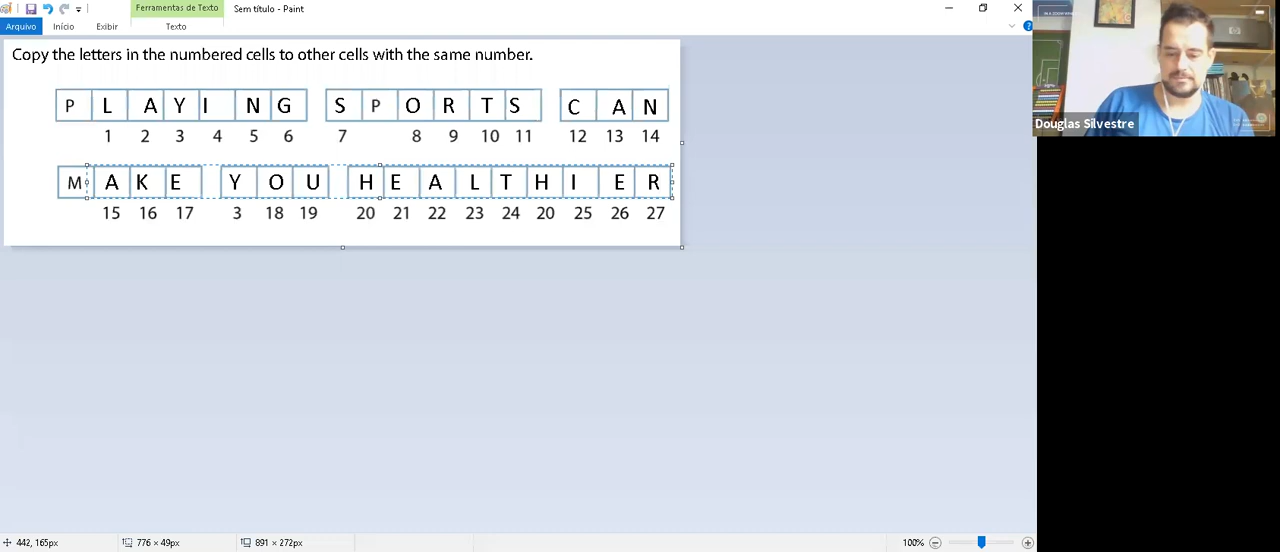 Ferramentas de Texto
Sem título - Paint
Arquivo Início Exibir Texto
Copy the letters in the numbered cells to other cells with the same number.
P L A Y I N G S P O R T S C A N
1 2 3 4 5 6 7 8 9 10 11 12 13 14
M A K E Y O U H E A L T H I E R
15 16 17 3 18 19 20 21 22 23 24 20 25 26 27
Douglas Silvestre
442, 165px 776 × 49px 891 × 272px 100%